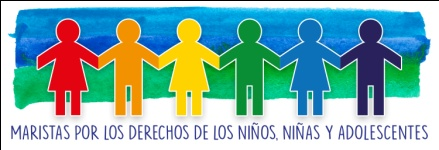 MARISTAS POR LOS DERECHOS DE LOS NIÑOS, NIÑAS Y ADOLESCENTES